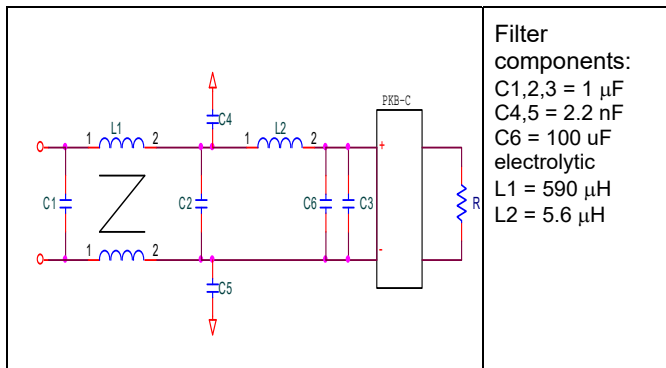 PKB-C
C4
1 L1 2
1 L2 2
+
C1
C2
C6
C3
R
1 2
-
C5
Filter
components:
C1,2,3 = 1 μF
C4,5 = 2.2 nF
C6 = 100 uF
electrolytic
L1 = 590 μH
L2 = 5.6 μH